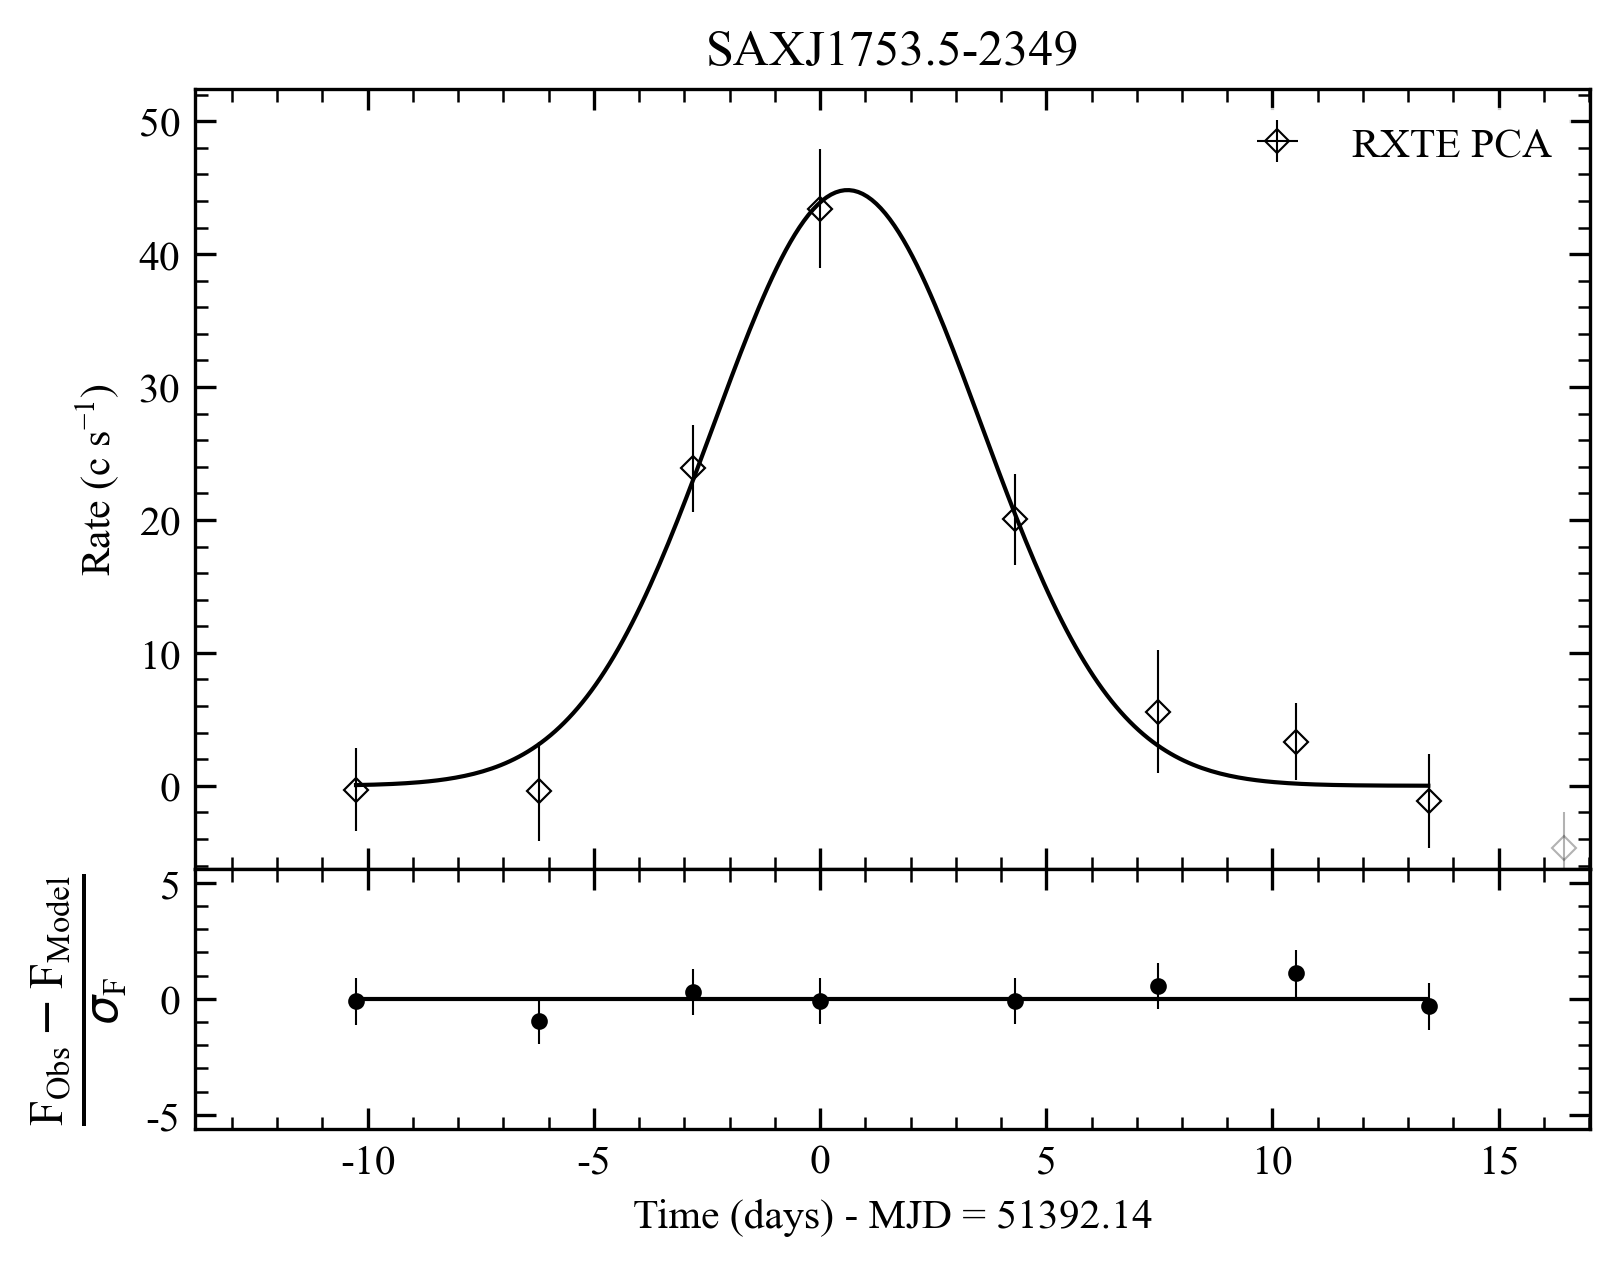 SAXJ1753.5-2349
RXTE PCA
50
40
30
20
10
0
Rate (c s⁻¹)
5
0
-5
F_Obs − F_Model
σ_F
-10 -5 0 5 10 15
Time (days) - MJD = 51392.14